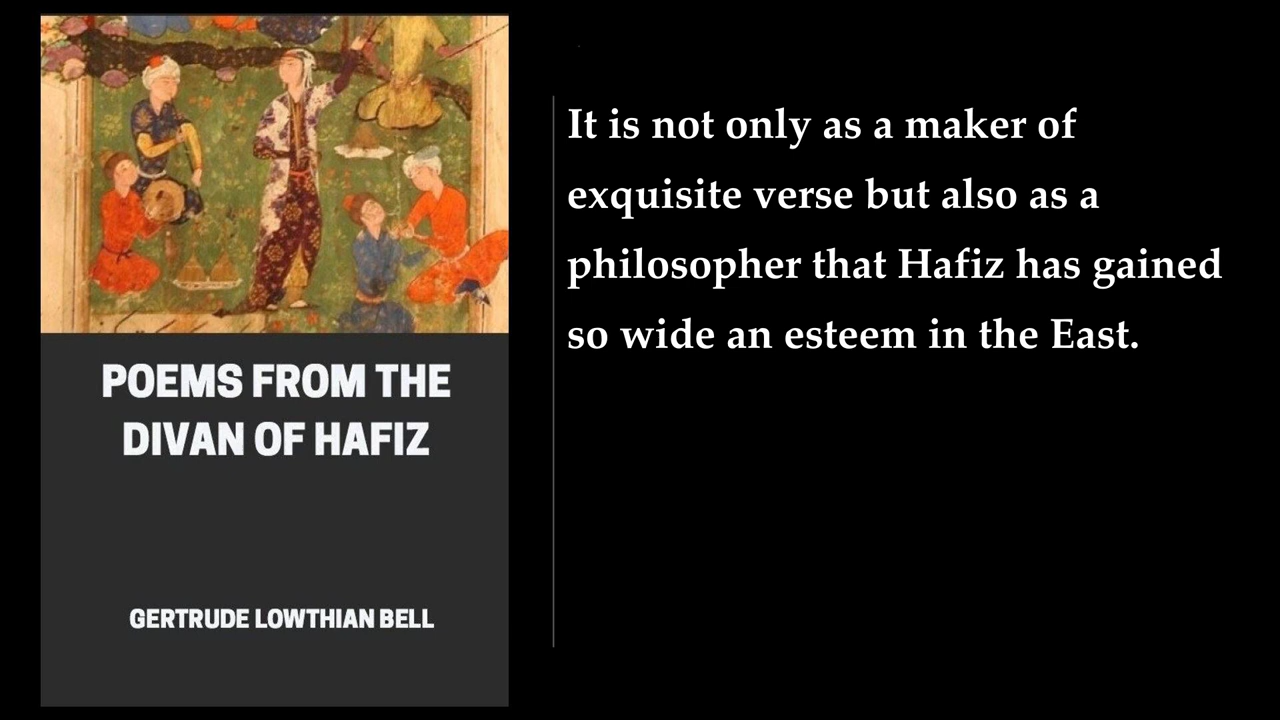 POEMS FROM THE
DIVAN OF HAFIZ
GERTRUDE LOWTHIAN BELL
It is not only as a maker of
exquisite verse but also as a
philosopher that Hafiz has gained
so wide an esteem in the East.